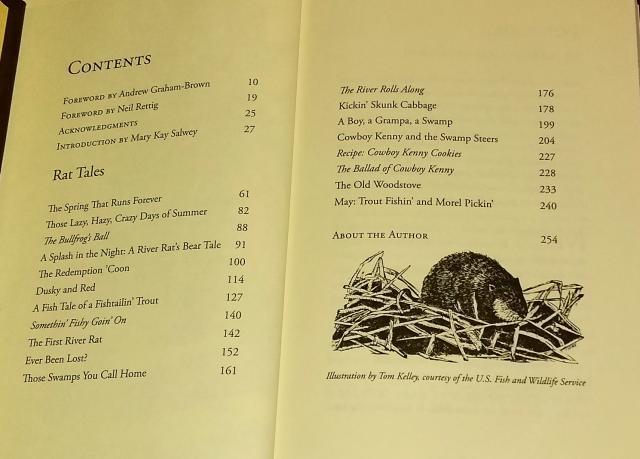 CONTENTS
FOREWORD BY Andrew Graham-Brown 10
FOREWORD BY Neil Rettig 19
ACKNOWLEDGMENTS 25
INTRODUCTION BY Mary Kay Salwey 27
Rat Tales
The Spring That Runs Forever 61
Those Lazy, Hazy, Crazy Days of Summer 82
The Bullfrog's Ball 88
A Splash in the Night: A River Rat's Bear Tale 91
The Redemption 'Coon 100
Dusky and Red 114
A Fish Tale of a Fishtailin' Trout 127
Somethin' Fishy Goin' On 140
The First River Rat 142
Ever Been Lost? 152
Those Swamps You Call Home 161
The River Rolls Along 176
Kickin' Skunk Cabbage 178
A Boy, a Grampa, a Swamp 199
Cowboy Kenny and the Swamp Steers 204
Recipe: Cowboy Kenny Cookies 227
The Ballad of Cowboy Kenny 228
The Old Woodstove 233
May: Trout Fishin' and Morel Pickin' 240
ABOUT THE AUTHOR 254
Illustration by Tom Kelley, courtesy of the U.S. Fish and Wildlife Service